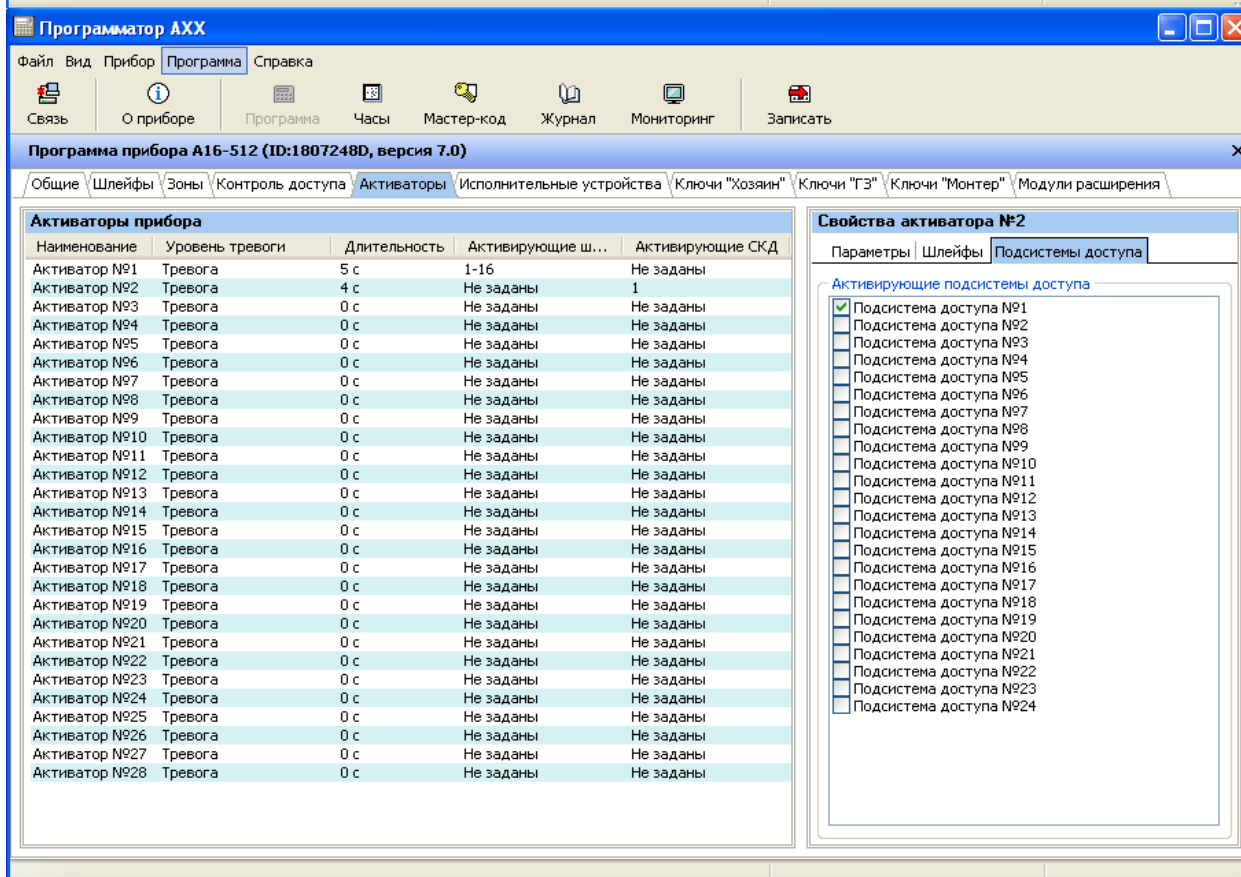 Программатор АХХ
Файл Вид Прибор Программа Справка
Связь О приборе Программа Часы Мастер-код Журнал Мониторинг Записать
Программа прибора А16-512 (ID:1807248D, версия 7.0)
Общие Шлейфы Зоны Контроль доступа Активаторы Исполнительные устройства Ключи "Хозяин" Ключи "ГЗ" Ключи "Монтер" Модули расширения
Активаторы прибора
Наименование Уровень тревоги Длительность Активирующие ш... Активирующие СКД
Активатор №1 Тревога 5 с 1-16 Не заданы
Активатор №2 Тревога 4 с Не заданы 1
Активатор №3 Тревога 0 с Не заданы Не заданы
Активатор №4 Тревога 0 с Не заданы Не заданы
Активатор №5 Тревога 0 с Не заданы Не заданы
Активатор №6 Тревога 0 с Не заданы Не заданы
Активатор №7 Тревога 0 с Не заданы Не заданы
Активатор №8 Тревога 0 с Не заданы Не заданы
Активатор №9 Тревога 0 с Не заданы Не заданы
Активатор №10 Тревога 0 с Не заданы Не заданы
Активатор №11 Тревога 0 с Не заданы Не заданы
Активатор №12 Тревога 0 с Не заданы Не заданы
Активатор №13 Тревога 0 с Не заданы Не заданы
Активатор №14 Тревога 0 с Не заданы Не заданы
Активатор №15 Тревога 0 с Не заданы Не заданы
Активатор №16 Тревога 0 с Не заданы Не заданы
Активатор №17 Тревога 0 с Не заданы Не заданы
Активатор №18 Тревога 0 с Не заданы Не заданы
Активатор №19 Тревога 0 с Не заданы Не заданы
Активатор №20 Тревога 0 с Не заданы Не заданы
Активатор №21 Тревога 0 с Не заданы Не заданы
Активатор №22 Тревога 0 с Не заданы Не заданы
Активатор №23 Тревога 0 с Не заданы Не заданы
Активатор №24 Тревога 0 с Не заданы Не заданы
Активатор №25 Тревога 0 с Не заданы Не заданы
Активатор №26 Тревога 0 с Не заданы Не заданы
Активатор №27 Тревога 0 с Не заданы Не заданы
Активатор №28 Тревога 0 с Не заданы Не заданы
Свойства активатора №2
Параметры Шлейфы Подсистемы доступа
Активирующие подсистемы доступа
Подсистема доступа №1
Подсистема доступа №2
Подсистема доступа №3
Подсистема доступа №4
Подсистема доступа №5
Подсистема доступа №6
Подсистема доступа №7
Подсистема доступа №8
Подсистема доступа №9
Подсистема доступа №10
Подсистема доступа №11
Подсистема доступа №12
Подсистема доступа №13
Подсистема доступа №14
Подсистема доступа №15
Подсистема доступа №16
Подсистема доступа №17
Подсистема доступа №18
Подсистема доступа №19
Подсистема доступа №20
Подсистема доступа №21
Подсистема доступа №22
Подсистема доступа №23
Подсистема доступа №24